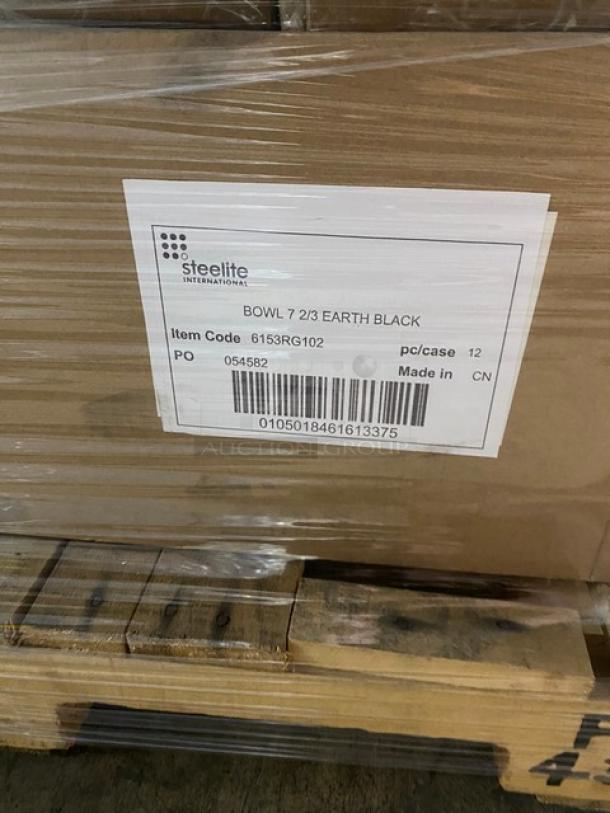 steelite
INTERNATIONAL
BOWL 7 2/3 EARTH BLACK
Item Code 6153RG102
pc/case 12
PO 054582
Made in CN
0105018461613375
AUCTION GROUP